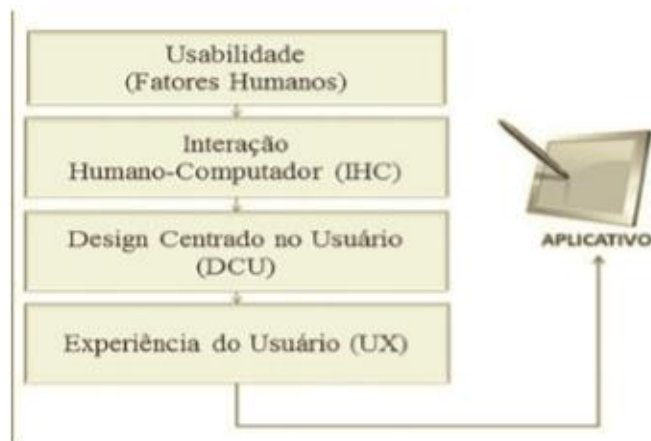 Usabilidade
(Fatores Humanos)
Interação
Humano-Computador (IHC)
Design Centrado no Usuário
(DCU)
Experiência do Usuário (UX)
APLICATIVO